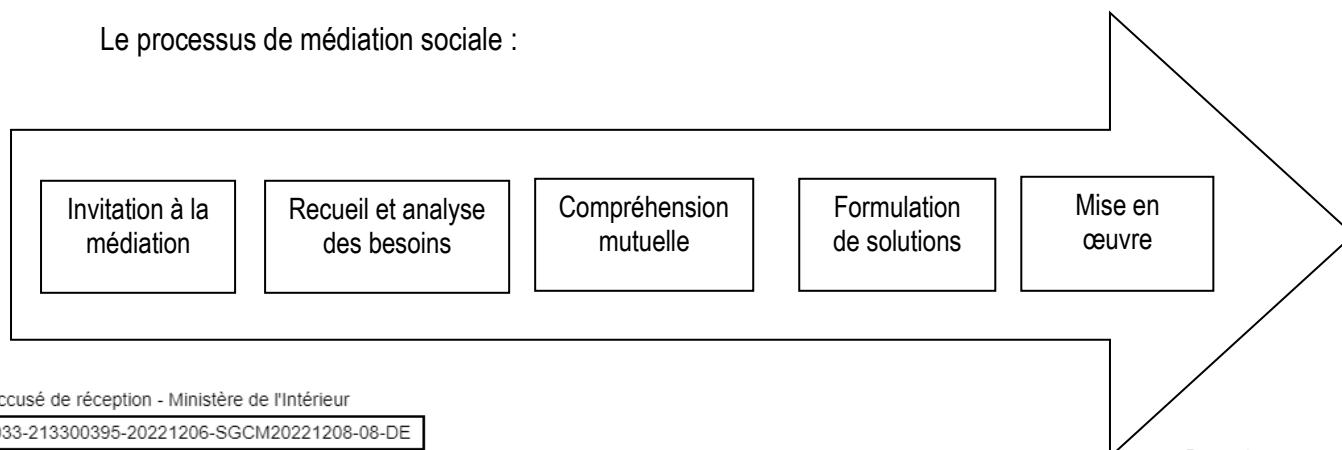 Le processus de médiation sociale :
Invitation à la
médiation
Recueil et analyse
des besoins
Compréhension
mutuelle
Formulation
de solutions
Mise en
œuvre
ccusé de réception - Ministère de l'Intérieur
033-213300395-20221206-SGCM20221208-08-DE